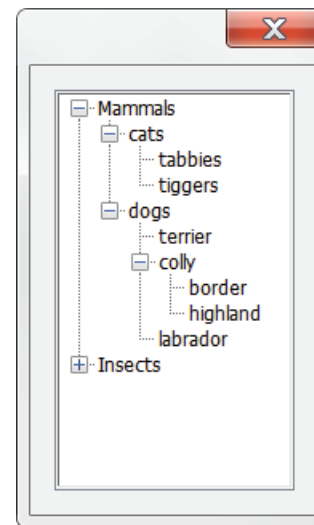 Mammals
cats
tabbies
tiggers
dogs
terrier
colly
border
highland
labrador
Insects